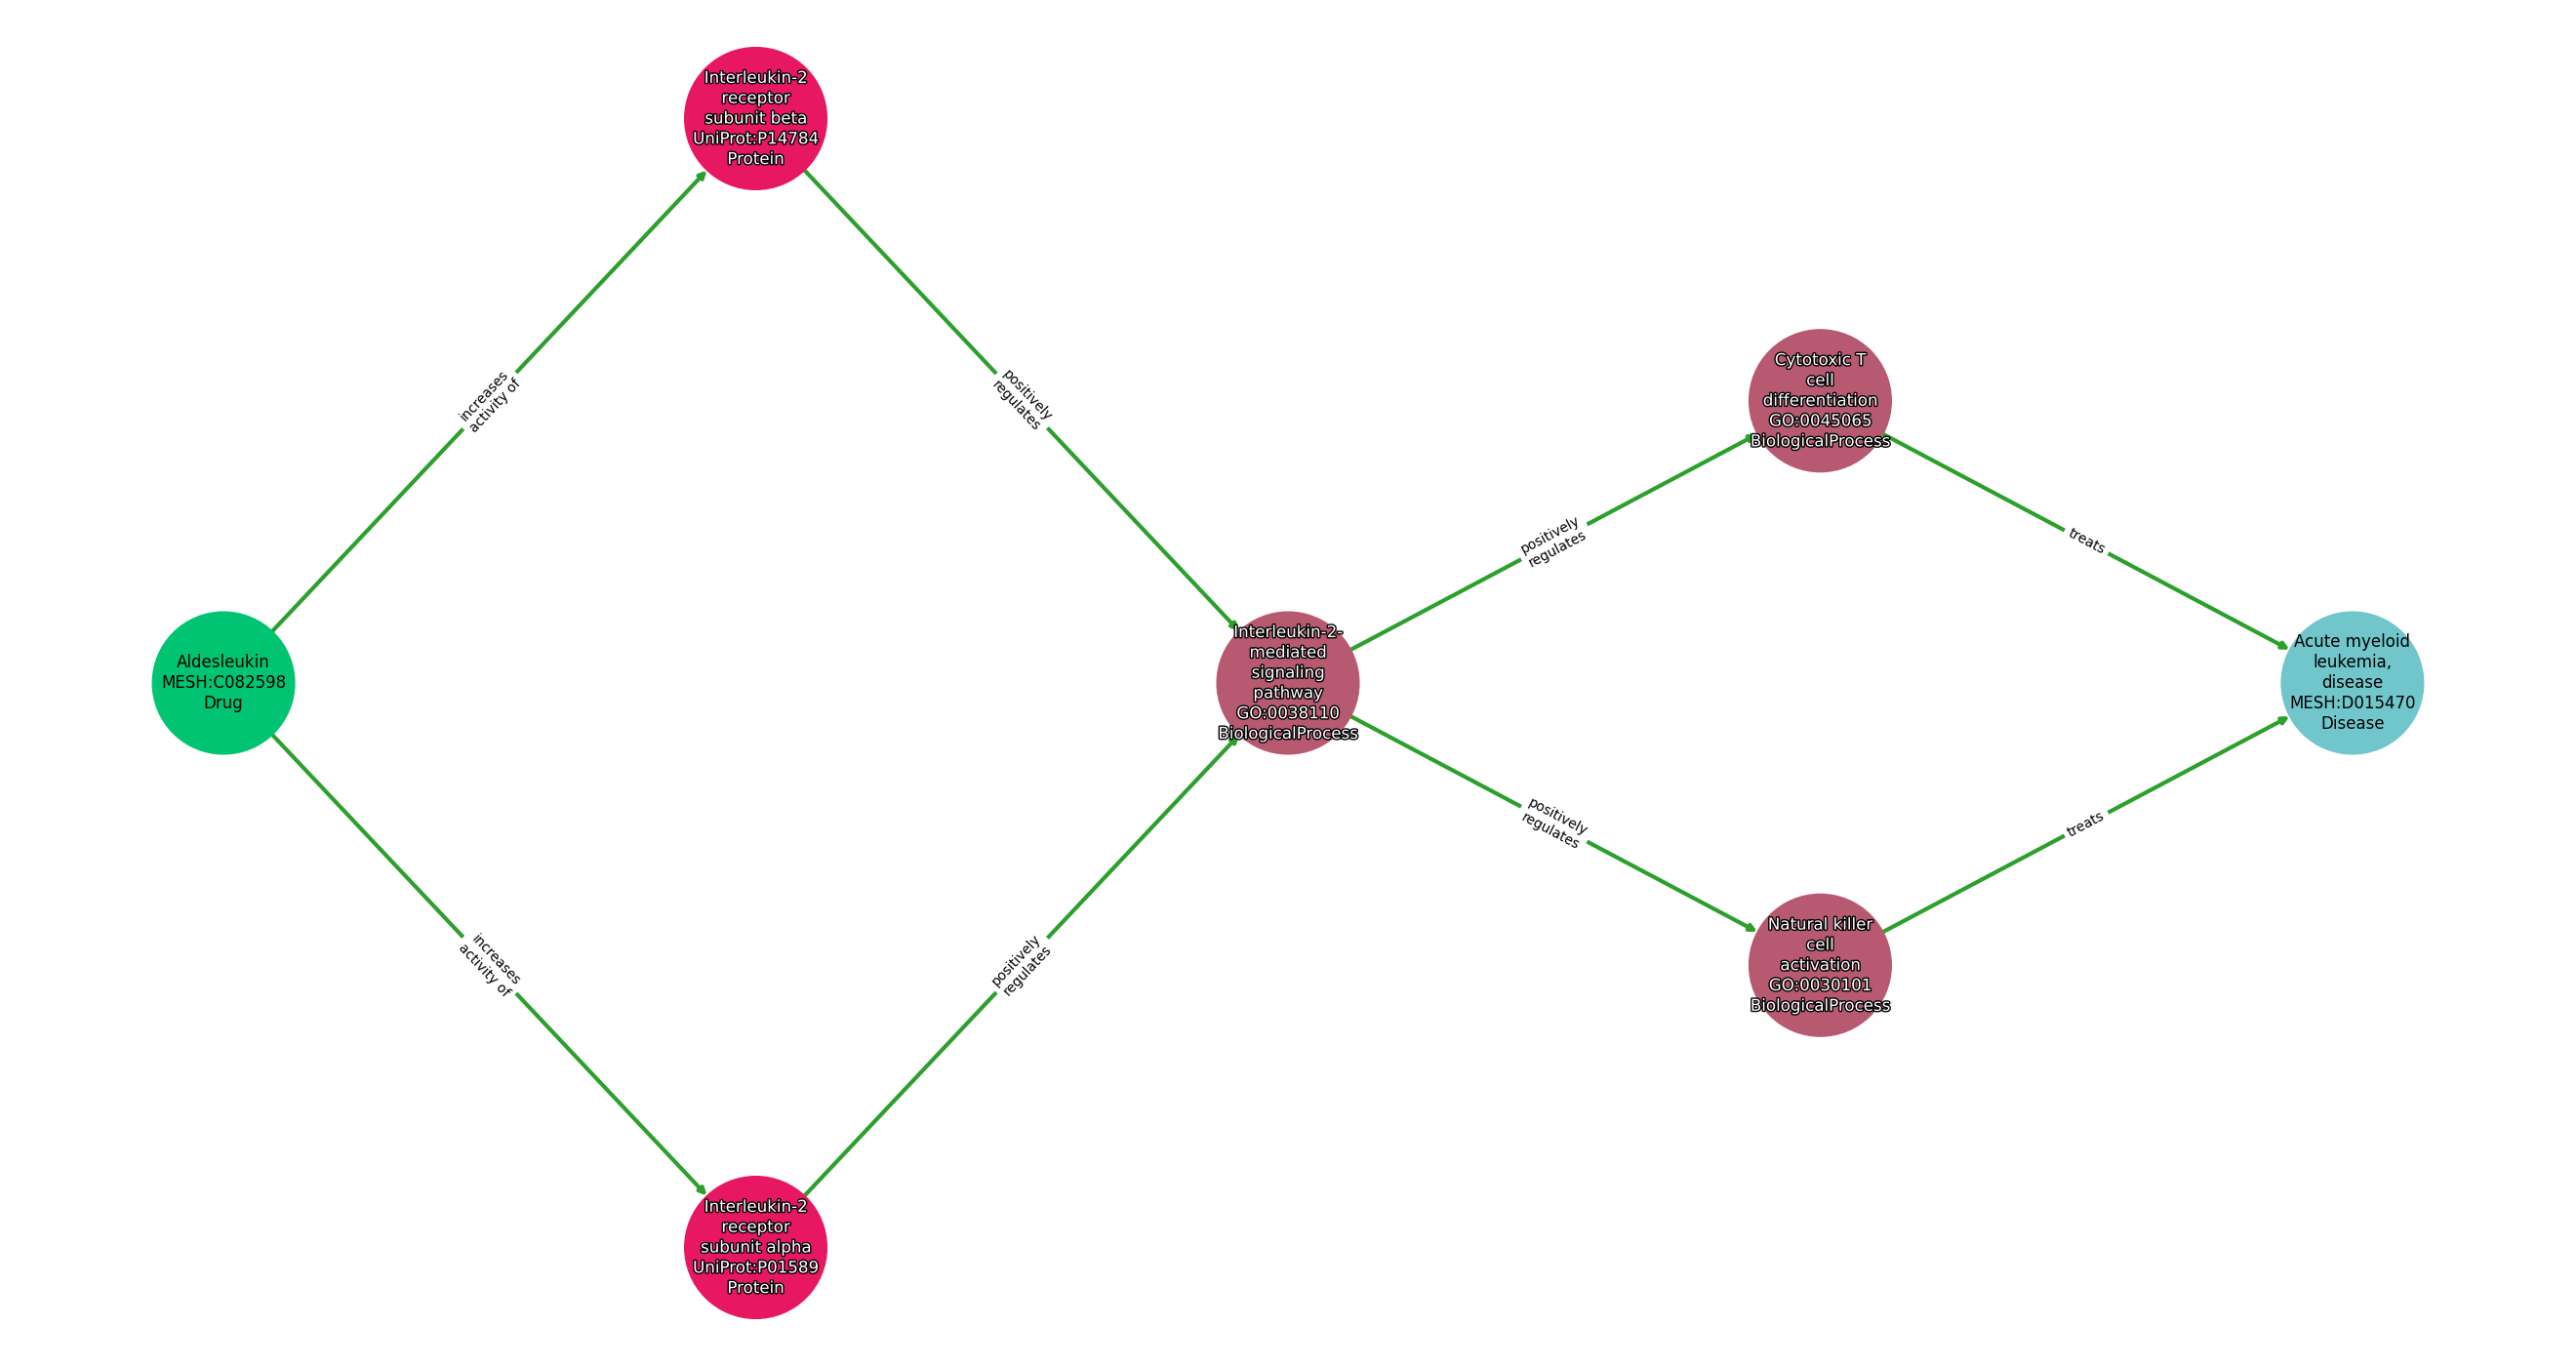 Interleukin-2
receptor
subunit beta
UniProt:P14784
Protein
increases
activity of
positively
regulates
Cytotoxic T
cell
differentiation
GO:0045065
BiologicalProcess
positively
regulates
treats
Aldesleukin
MESH:C082598
Drug
Interleukin-2-
mediated
signaling
pathway
GO:0038110
BiologicalProcess
Acute myeloid
leukemia,
disease
MESH:D015470
Disease
positively
regulates
treats
increases
activity of
positively
regulates
Natural killer
cell
activation
GO:0030101
BiologicalProcess
Interleukin-2
receptor
subunit alpha
UniProt:P01589
Protein